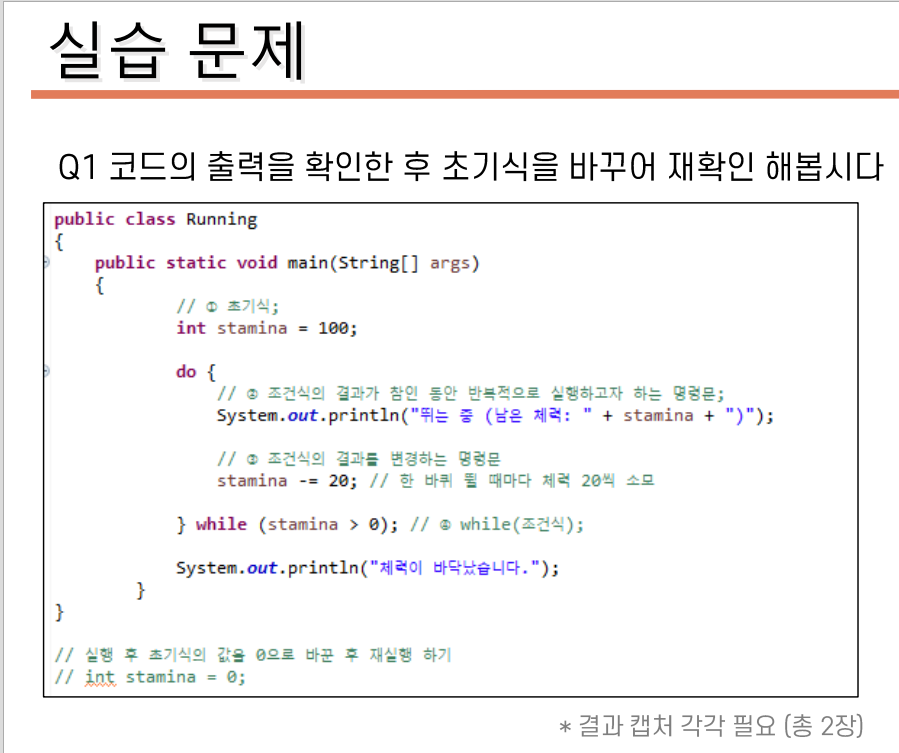 실습 문제
Q1 코드의 출력을 확인한 후 초기식을 바꾸어 재확인 해봅시다
public class Running
{
public static void main(String[] args)
{
// ① 초기식;
int stamina = 100;
do {
// ② 조건식의 결과가 참인 동안 반복적으로 실행하고자 하는 명령문;
System.out.println("뛰는 중 (남은 체력: " + stamina + ")");
// ③ 조건식의 결과를 변경하는 명령문
stamina -= 20; // 한 바퀴 뛸 때마다 체력 20씩 소모
} while (stamina > 0); // ④ while(조건식);
System.out.println("체력이 바닥났습니다.");
}
}
// 실행 후 초기식의 값을 0으로 바꾼 후 재실행 하기
// int stamina = 0;
* 결과 캡처 각각 필요 (총 2장)